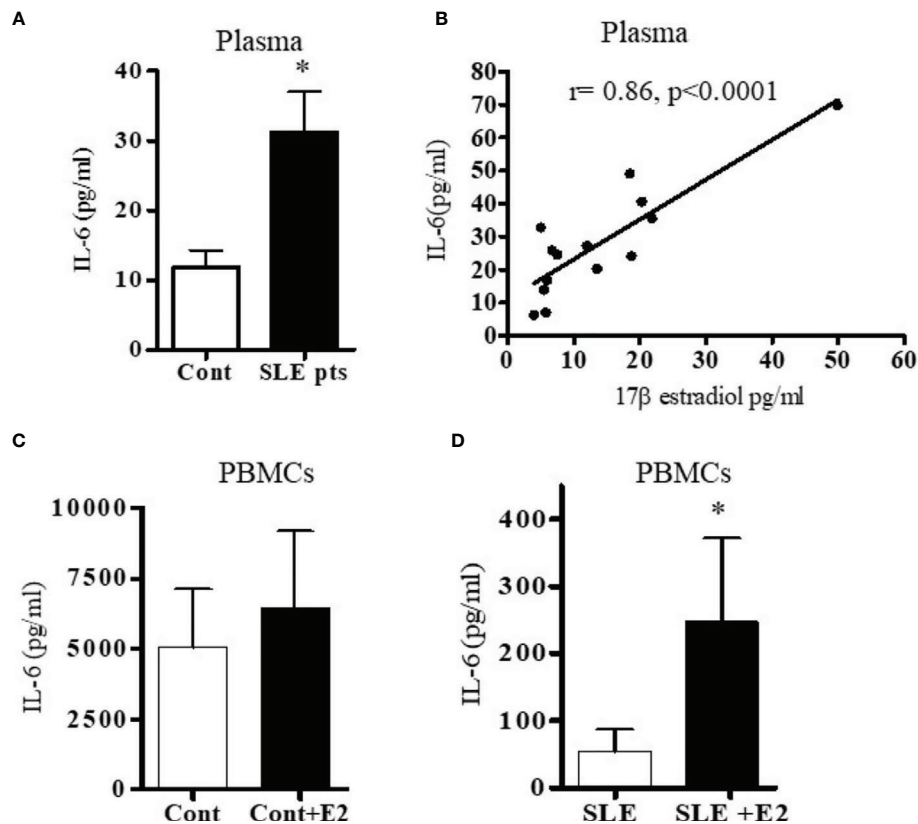 A
Plasma
*
40
30
20
10
0
IL-6 (pg/ml)
Cont SLE pts
B
Plasma
r= 0.86, p<0.0001
80
70
60
50
40
30
20
10
0
IL-6(pg/ml)
0 10 20 30 40 50 60
17β estradiol pg/ml
C
PBMCs
10000
7500
5000
2500
0
IL-6 (pg/ml)
Cont Cont+E2
D
PBMCs
*
400
300
200
100
0
IL-6 (pg/ml)
SLE SLE +E2